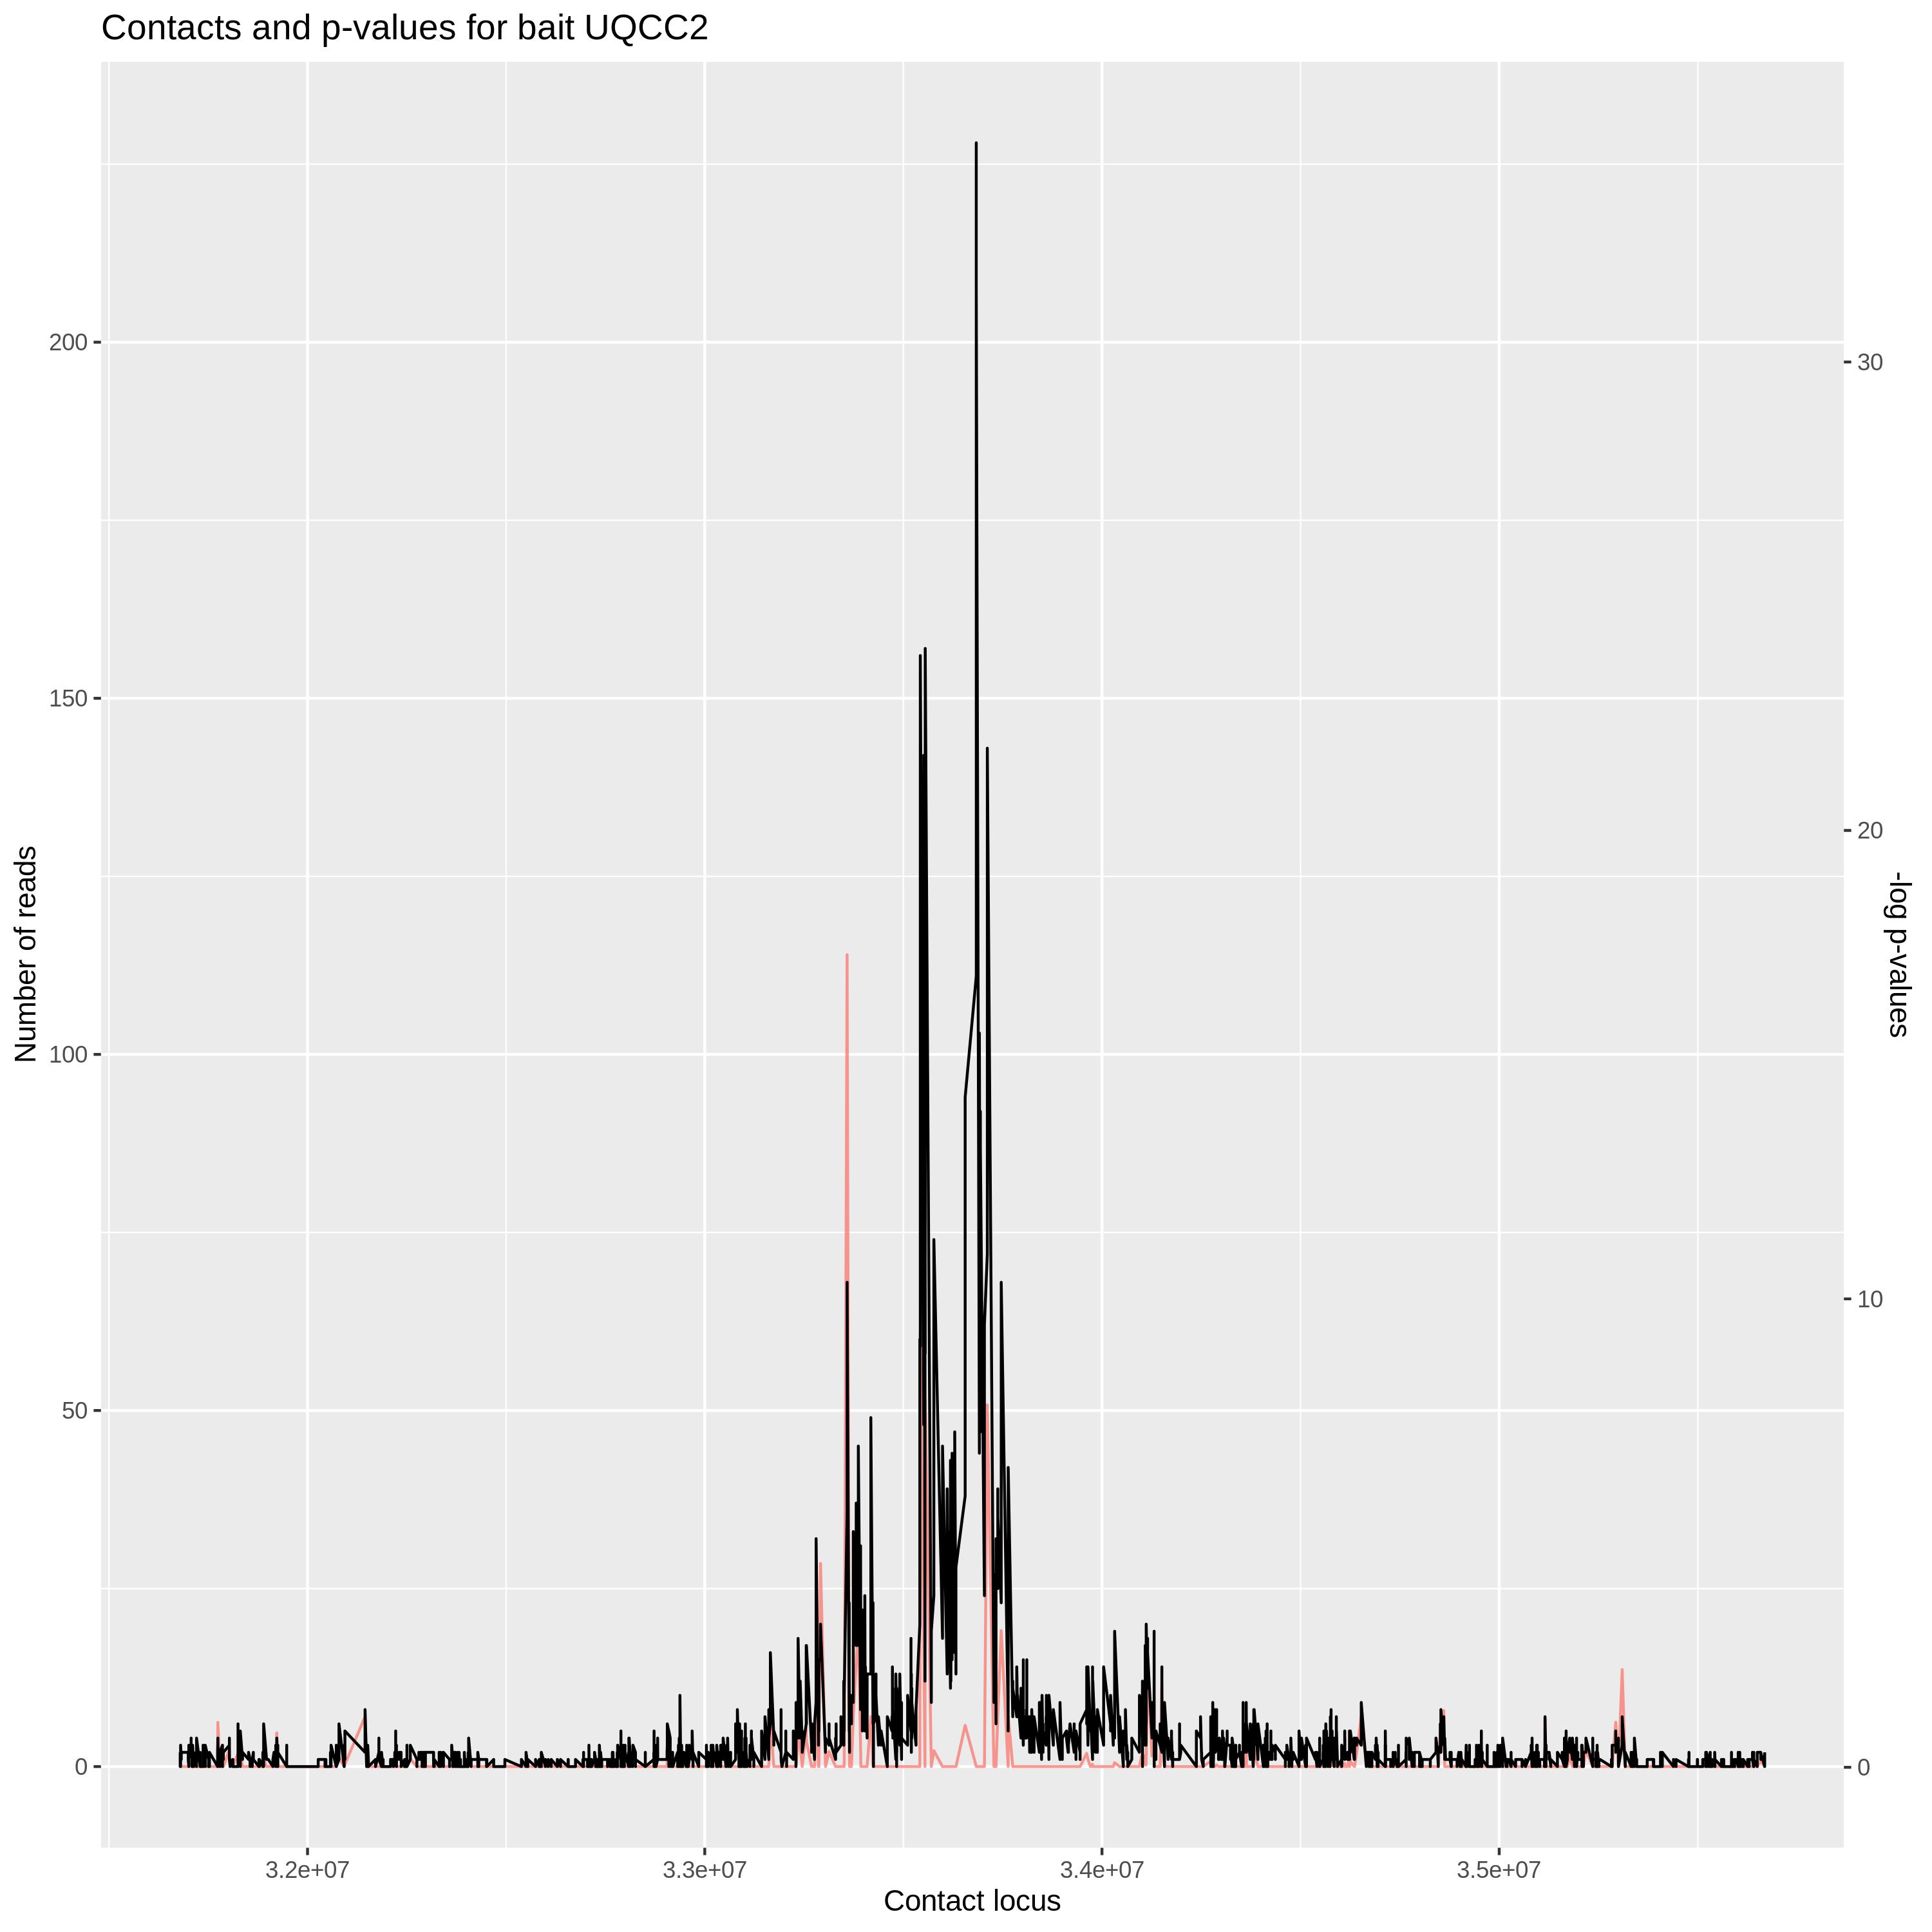 Contacts and p-values for bait UQCC2
Number of reads
200
150
100
50
0
30
20
10
0
-log p-values
3.2e+07
3.3e+07
3.4e+07
3.5e+07
Contact locus